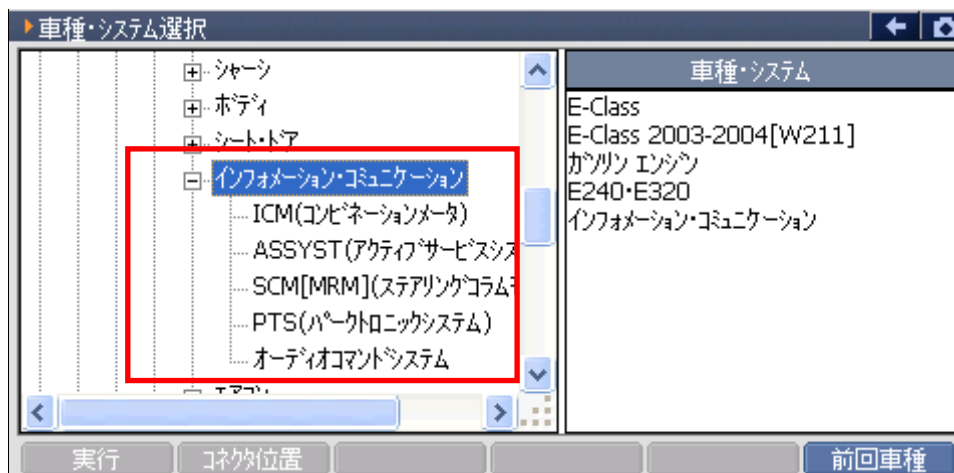 車種・システム選択
シャーシ
ボディ
シート・ドア
インフォメーション・コミュニケーション
ICM(コンビネーションメータ)
ASSYST(アクティブサービスシス
SCM[MRM](ステアリングコラムモ
PTS(パークトロニックシステム)
オーディオコマンドシステム
エアコン
車種・システム
E-Class
E-Class 2003-2004[W211]
ガソリン エンジン
E240・E320
インフォメーション・コミュニケーション
実行
コネクタ位置
前回車種